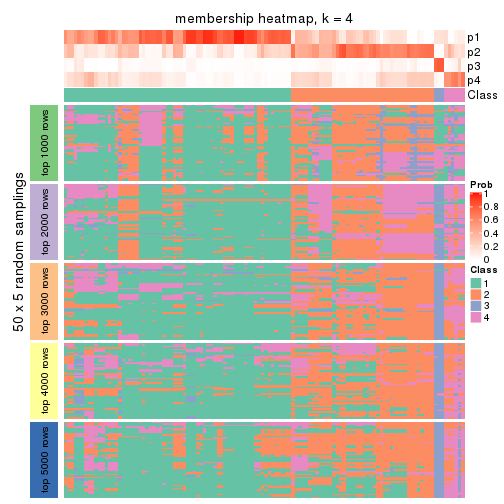 membership heatmap, k = 4
p1
p2
p3
p4
Class
50 x 5 random samplings
top 1000 rows
top 2000 rows
top 3000 rows
top 4000 rows
top 5000 rows
Prob
1
0.8
0.6
0.4
0.2
0
Class
1
2
3
4